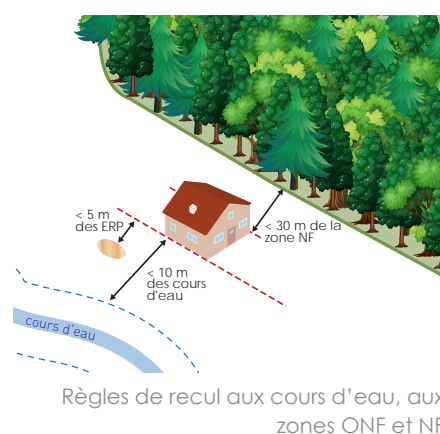 < 5 m
des ERP
< 30 m de la
zone NF
< 10 m
des cours
d'eau
cours d'eau
Règles de recul aux cours d'eau, aux
zones ONF et NF